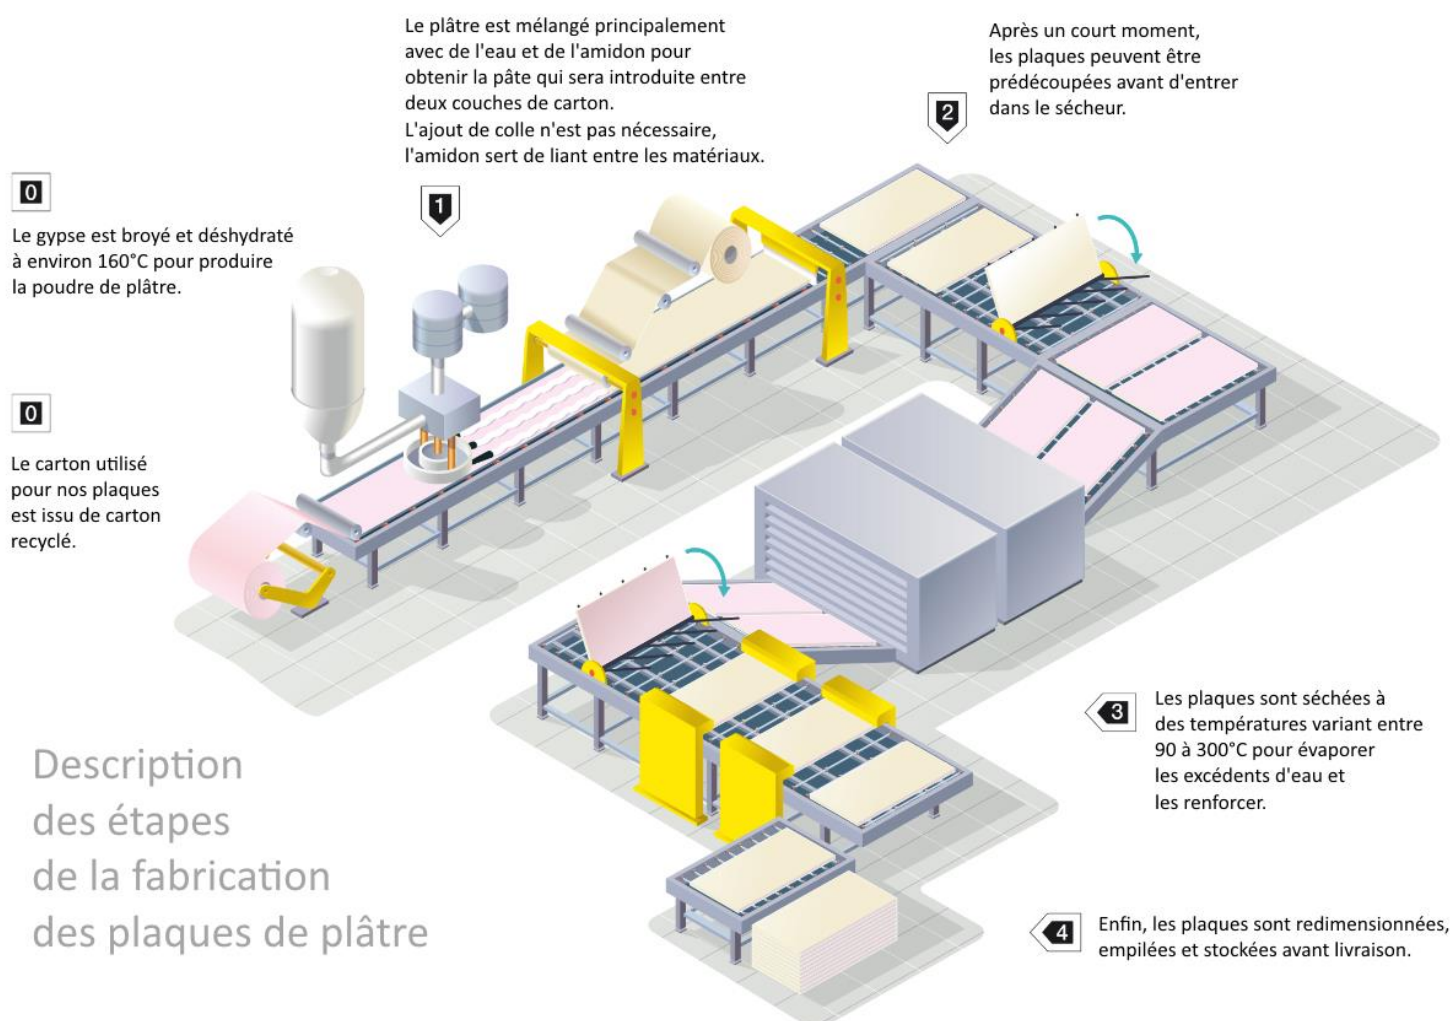 Le plâtre est mélangé principalement
avec de l'eau et de l'amidon pour
obtenir la pâte qui sera introduite entre
deux couches de carton.
L'ajout de colle n'est pas nécessaire,
l'amidon sert de liant entre les matériaux.
1
Après un court moment,
les plaques peuvent être
prédécoupées avant d'entrer
dans le sécheur.
2
0
Le gypse est broyé et déshydraté
à environ 160°C pour produire
la poudre de plâtre.
0
Le carton utilisé
pour nos plaques
est issu de carton
recyclé.
3
Les plaques sont séchées à
des températures variant entre
90 à 300°C pour évaporer
les excédents d'eau et
les renforcer.
Description
des étapes
de la fabrication
des plaques de plâtre
4
Enfin, les plaques sont redimensionnées,
empilées et stockées avant livraison.